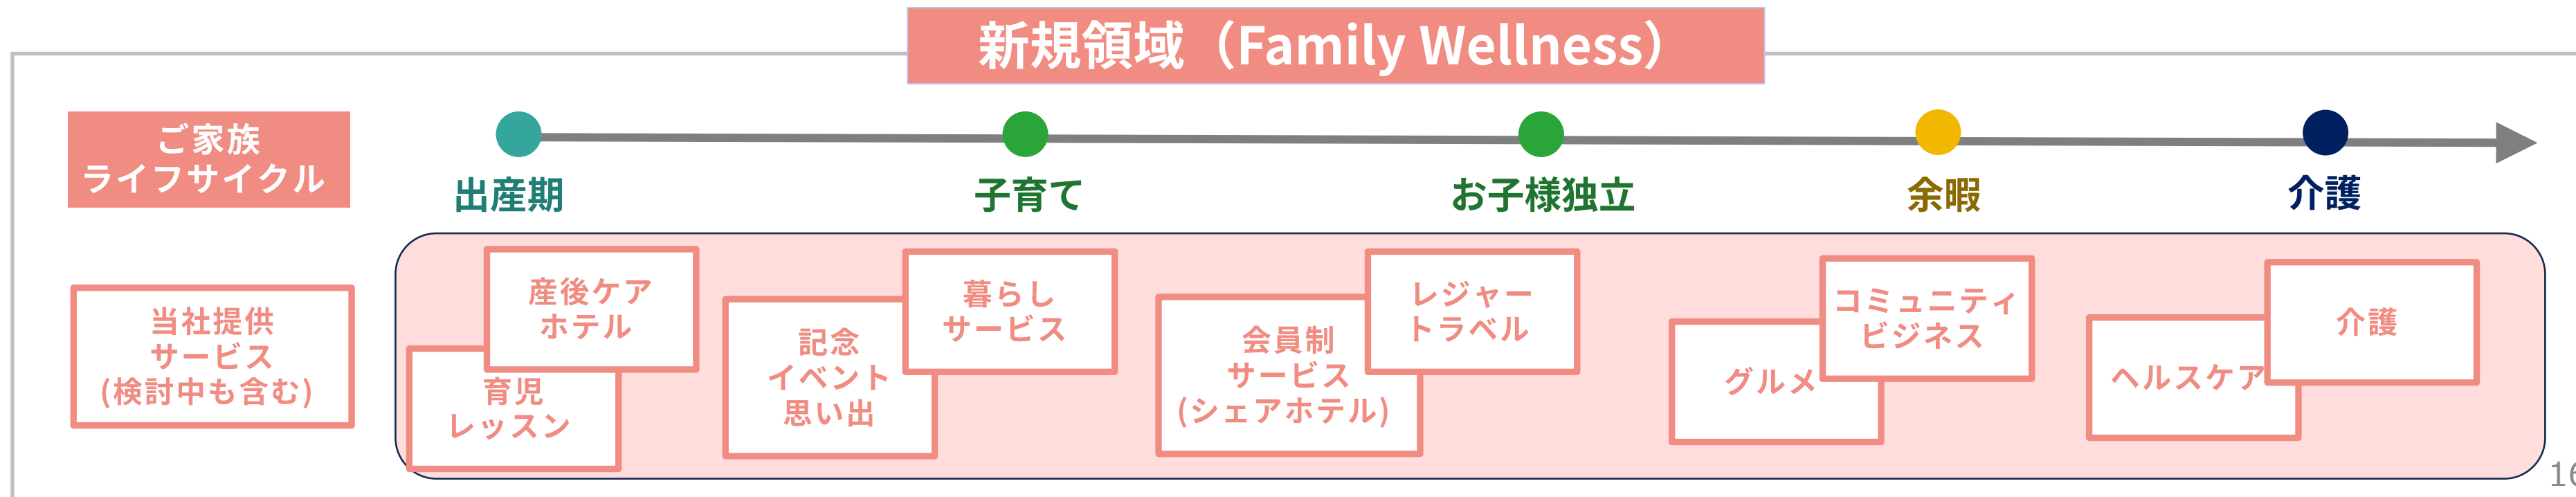 新規領域（Family Wellness）
ご家族
ライフサイクル
出産期
子育て
お子様独立
余暇
介護
当社提供
サービス
(検討中も含む)
産後ケア
ホテル
育児
レッスン
記念
イベント
思い出
暮らし
サービス
会員制
サービス
(シェアホテル)
レジャー
トラベル
グルメ
コミュニティ
ビジネス
ヘルスケア
介護